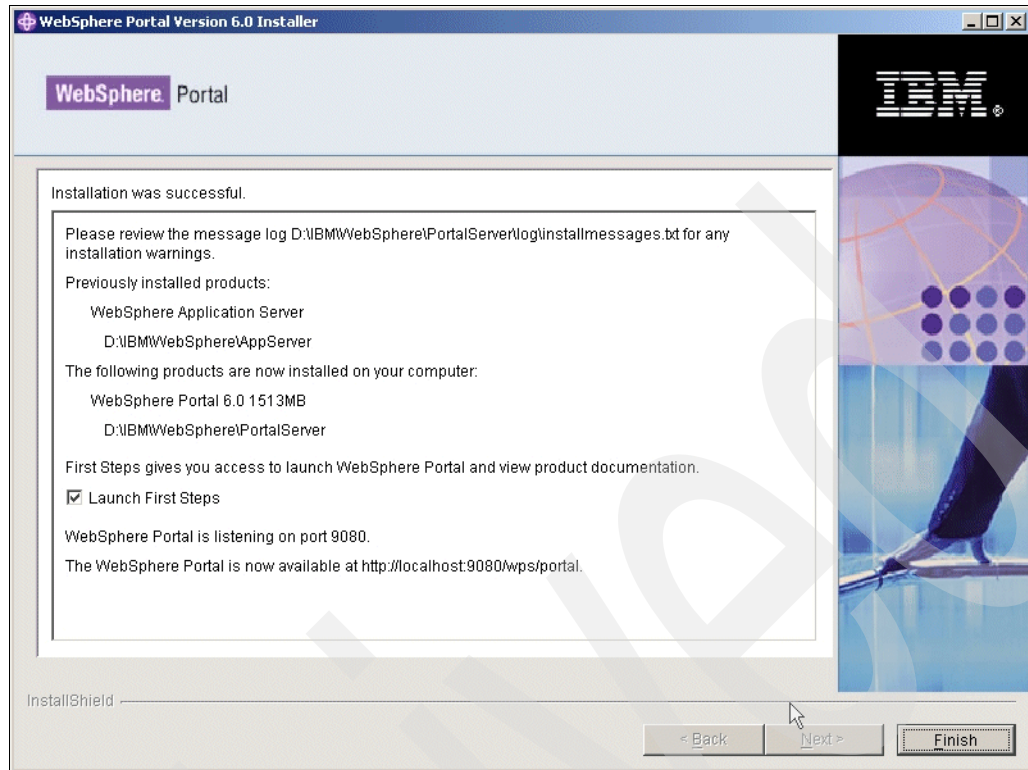 WebSphere Portal Version 6.0 Installer
WebSphere. Portal
IBM®
Installation was successful.
Please review the message log D:\IBM\WebSphere\PortalServer\log\installmessages.txt for any
installation warnings.
Previously installed products:
WebSphere Application Server
D:\IBM\WebSphere\AppServer
The following products are now installed on your computer:
WebSphere Portal 6.0 1513MB
D:\IBM\WebSphere\PortalServer
First Steps gives you access to launch WebSphere Portal and view product documentation.
Launch First Steps
WebSphere Portal is listening on port 9080.
The WebSphere Portal is now available at http://localhost:9080/wps/portal.
InstallShield
< Back Next > Finish